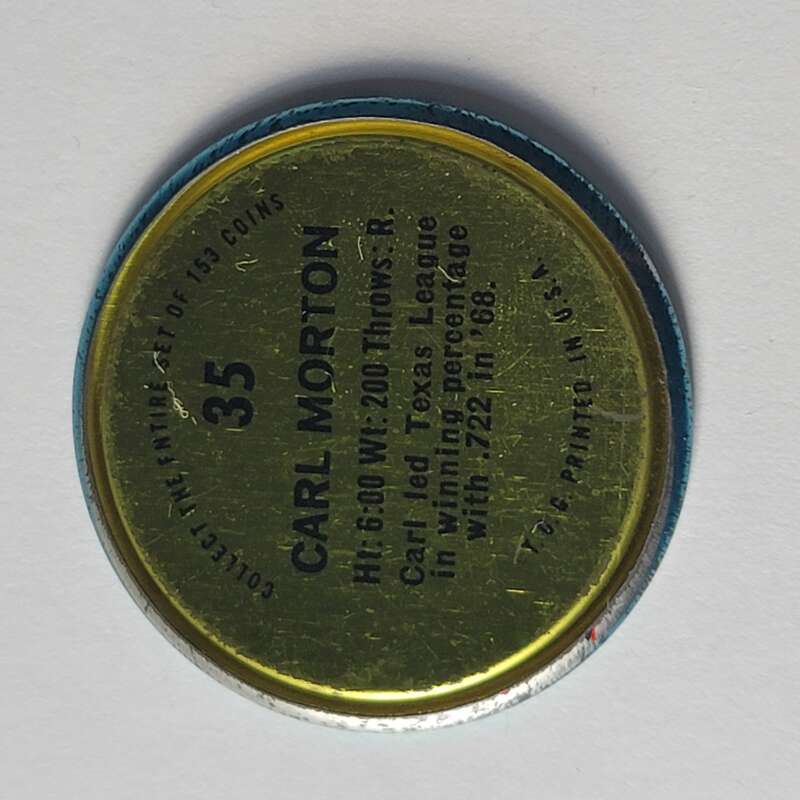 COLLECT THE ENTIRE SET OF 153 COINS
35
CARL MORTON
Ht: 6:00 Wt: 200 Throws: R.
Carl led Texas League
in winning percentage
with .722 in '68.
T.C.G. PRINTED IN U.S.A.